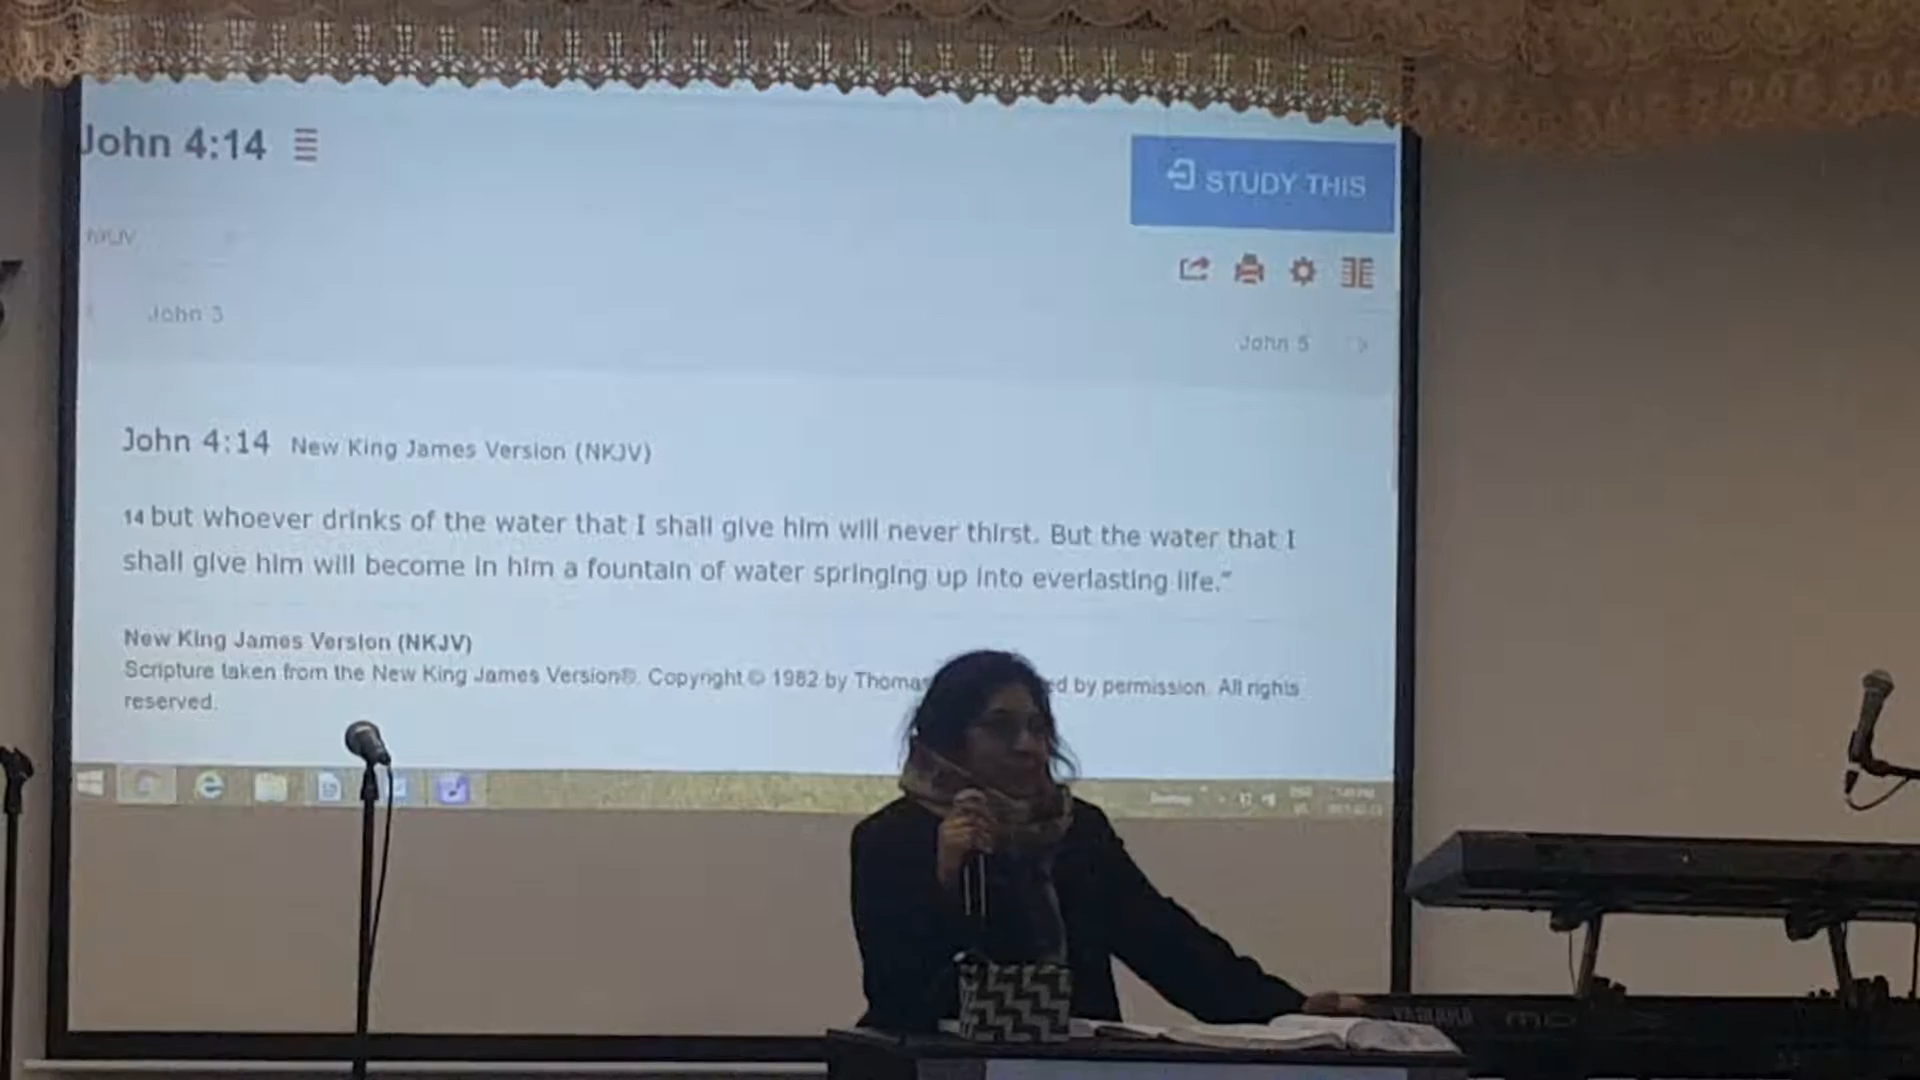 John 4:14
STUDY THIS
NKJV
John 3
John 5
John 4:14 New King James Version (NKJV)
14 but whoever drinks of the water that I shall give him will never thirst. But the water that I
shall give him will become in him a fountain of water springing up into everlasting life.”
New King James Version (NKJV)
Scripture taken from the New King James Version®. Copyright © 1982 by Thomas ed by permission. All rights
reserved.
Desktop
YAMAHA